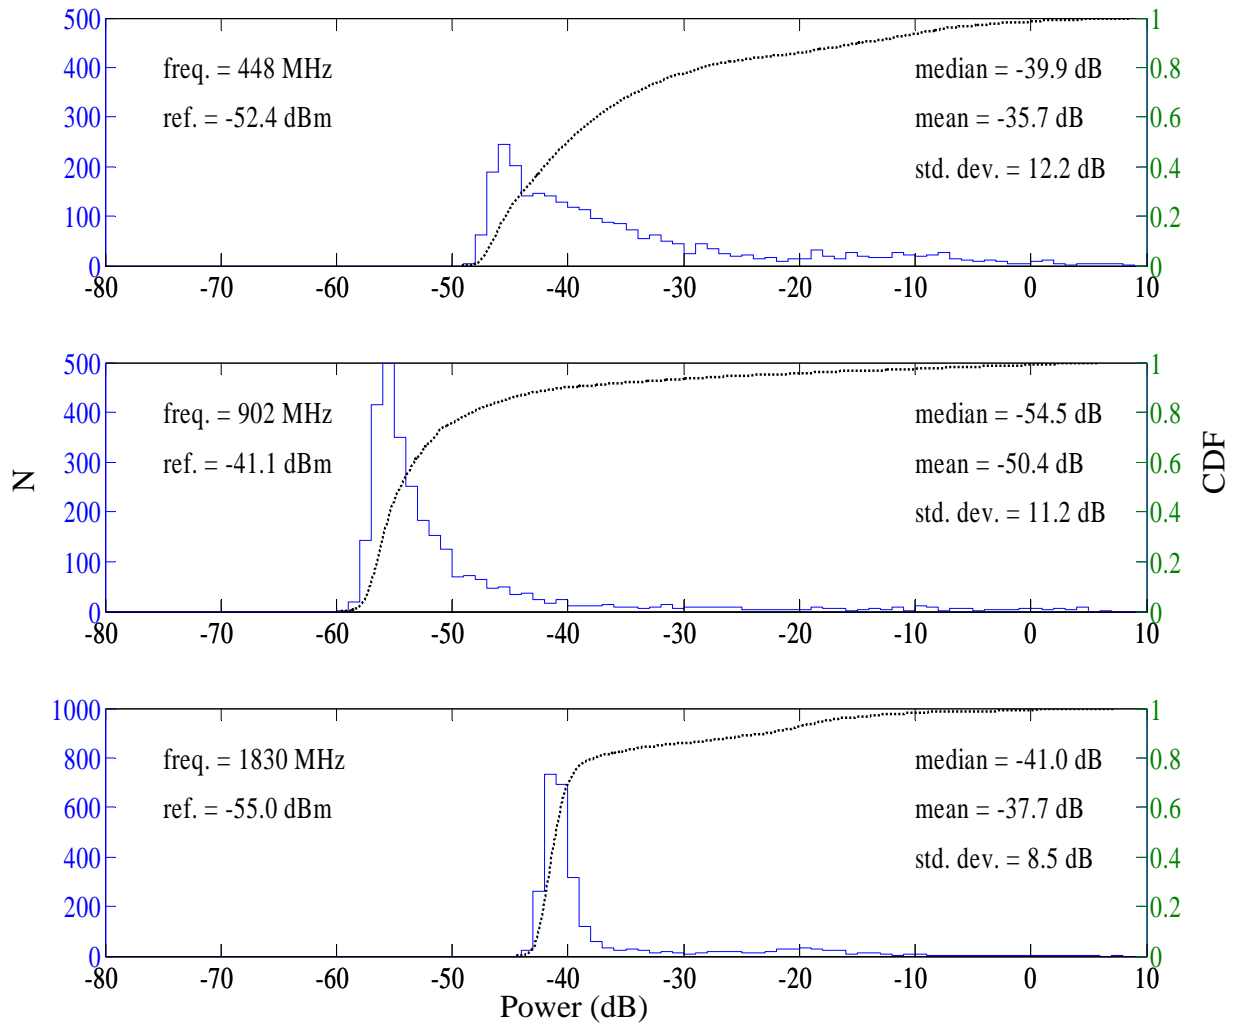 500
400
300
200
100
0
1
0.8
0.6
0.4
0.2
0
freq. = 448 MHz
ref. = -52.4 dBm
median = -39.9 dB
mean = -35.7 dB
std. dev. = 12.2 dB
-80 -70 -60 -50 -40 -30 -20 -10 0 10
500
400
300
200
100
0
1
0.8
0.6
0.4
0.2
0
freq. = 902 MHz
ref. = -41.1 dBm
median = -54.5 dB
mean = -50.4 dB
std. dev. = 11.2 dB
-80 -70 -60 -50 -40 -30 -20 -10 0 10
N
CDF
1000
800
600
400
200
0
1
0.8
0.6
0.4
0.2
0
freq. = 1830 MHz
ref. = -55.0 dBm
median = -41.0 dB
mean = -37.7 dB
std. dev. = 8.5 dB
-80 -70 -60 -50 -40 -30 -20 -10 0 10
Power (dB)